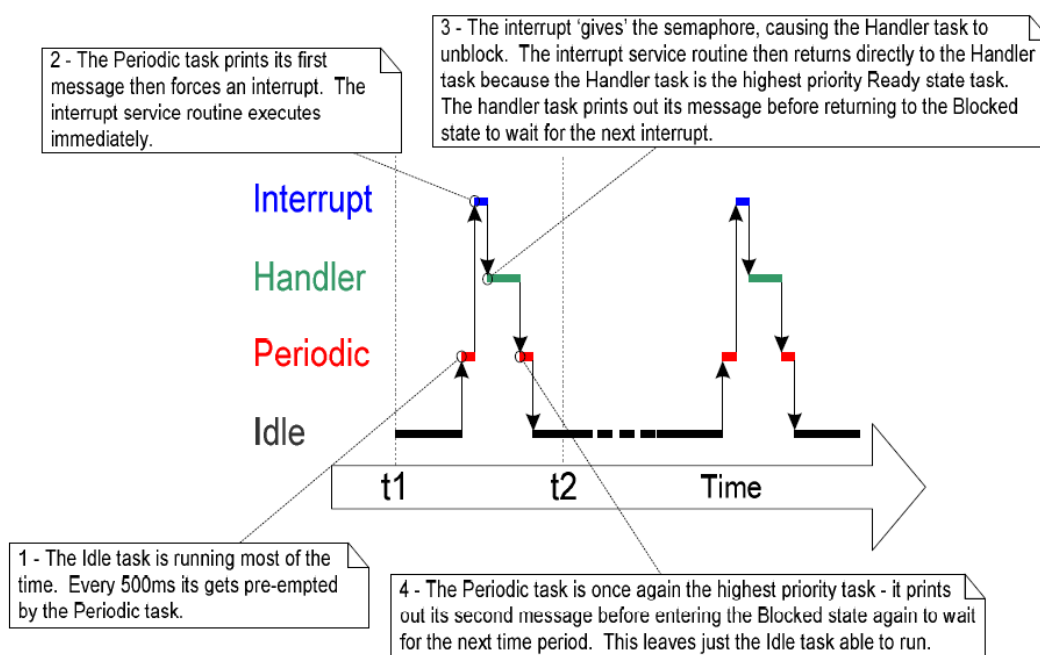 3 - The interrupt 'gives' the semaphore, causing the Handler task to
unblock. The interrupt service routine then returns directly to the Handler
task because the Handler task is the highest priority Ready state task.
The handler task prints out its message before returning to the Blocked
state to wait for the next interrupt.
2 - The Periodic task prints its first
message then forces an interrupt. The
interrupt service routine executes
immediately.
Interrupt
Handler
Periodic
Idle
t1
t2
Time
1 - The Idle task is running most of the
time. Every 500ms its gets pre-empted
by the Periodic task.
4 - The Periodic task is once again the highest priority task - it prints
out its second message before entering the Blocked state again to wait
for the next time period. This leaves just the Idle task able to run.